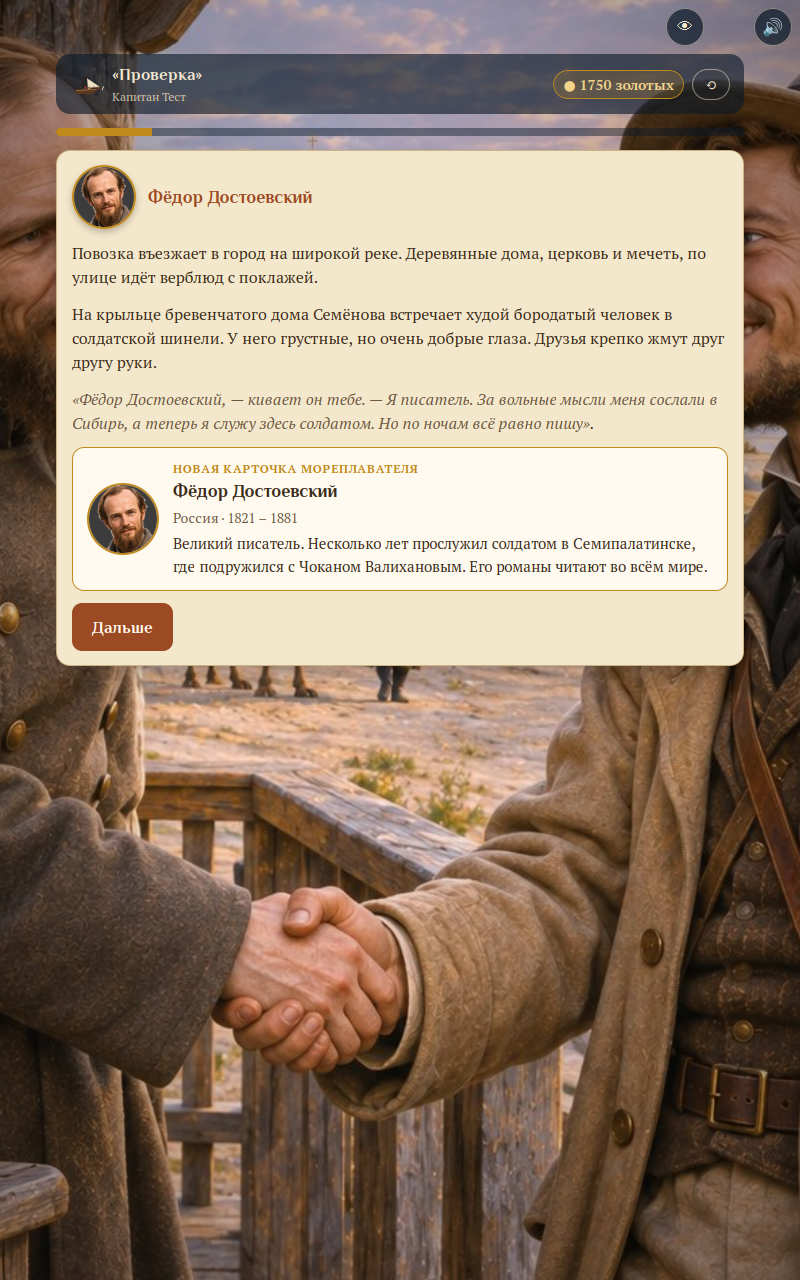 «Проверка»
Капитан Тест
1750 золотых
Фёдор Достоевский
Повозка въезжает в город на широкой реке. Деревянные дома, церковь и мечеть, по
улице идёт верблюд с поклажей.
На крыльце бревенчатого дома Семёнова встречает худой бородатый человек в
солдатской шинели. У него грустные, но очень добрые глаза. Друзья крепко жмут друг
другу руки.
«Фёдор Достоевский, — кивает он тебе. — Я писатель. За вольные мысли меня сослали в
Сибирь, а теперь я служу здесь солдатом. Но по ночам всё равно пишу».
НОВАЯ КАРТОЧКА МОРЕПЛАВАТЕЛЯ
Фёдор Достоевский
Россия · 1821 – 1881
Великий писатель. Несколько лет прослужил солдатом в Семипалатинске,
где подружился с Чоканом Валихановым. Его романы читают во всём мире.
Дальше